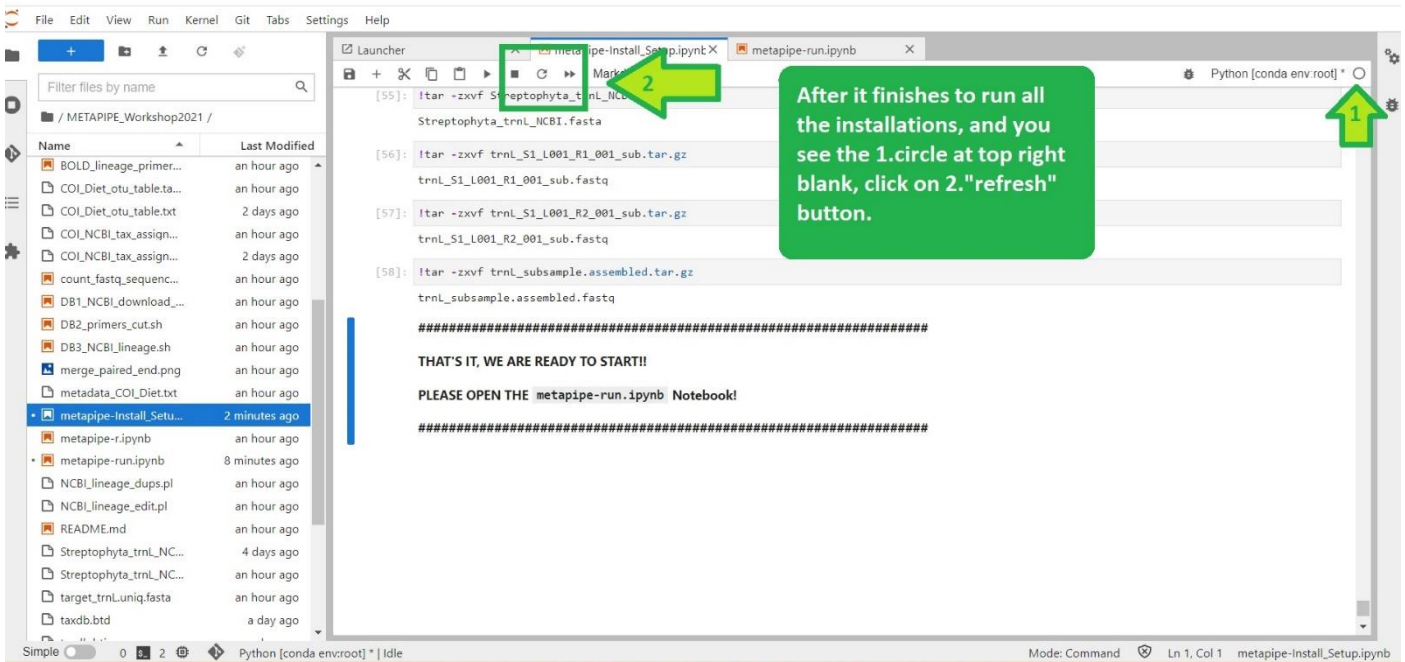 File Edit View Run Kernel Git Tabs Settings Help
Filter files by name
/ METAPIPE_Workshop2021 /
Name Last Modified
BOLD_lineage_primer... an hour ago
COI_Diet_otu_table.ta... an hour ago
COI_Diet_otu_table.txt 2 days ago
COI_NCBI_tax_assign... an hour ago
COI_NCBI_tax_assign... 2 days ago
count_fastq_sequenc... an hour ago
DB1_NCBI_download_... an hour ago
DB2_primers_cut.sh an hour ago
DB3_NCBI_lineage.sh an hour ago
merge_paired_end.png an hour ago
metadata_COI_Diet.txt an hour ago
metapipe-Install_Setu... 2 minutes ago
metapipe-r.ipynb an hour ago
metapipe-run.ipynb 8 minutes ago
NCBI_lineage_dups.pl an hour ago
NCBI_lineage_edit.pl an hour ago
README.md an hour ago
Streptophyta_trnL_NC... 4 days ago
Streptophyta_trnL_NC... an hour ago
target_trnL.uniq.fasta an hour ago
taxdb.btd a day ago
Launcher metapipe-Install_Setup.ipynb metapipe-run.ipynb
Python [conda env:root] *
2
1
[55]: !tar -zxvf Streptophyta_trnL_NCB
Streptophyta_trnL_NCBI.fasta
[56]: !tar -zxvf trnL_S1_L001_R1_001_sub.tar.gz
trnL_S1_L001_R1_001_sub.fastq
[57]: !tar -zxvf trnL_S1_L001_R2_001_sub.tar.gz
trnL_S1_L001_R2_001_sub.fastq
[58]: !tar -zxvf trnL_subsample.assembled.tar.gz
trnL_subsample.assembled.fastq
##################################################################
THAT'S IT, WE ARE READY TO START!!
PLEASE OPEN THE metapipe-run.ipynb Notebook!
##################################################################
After it finishes to run all
the installations, and you
see the 1.circle at top right
blank, click on 2."refresh"
button.
Simple 0 2 Python [conda env:root] * | Idle Mode: Command Ln 1, Col 1 metapipe-Install_Setup.ipynb